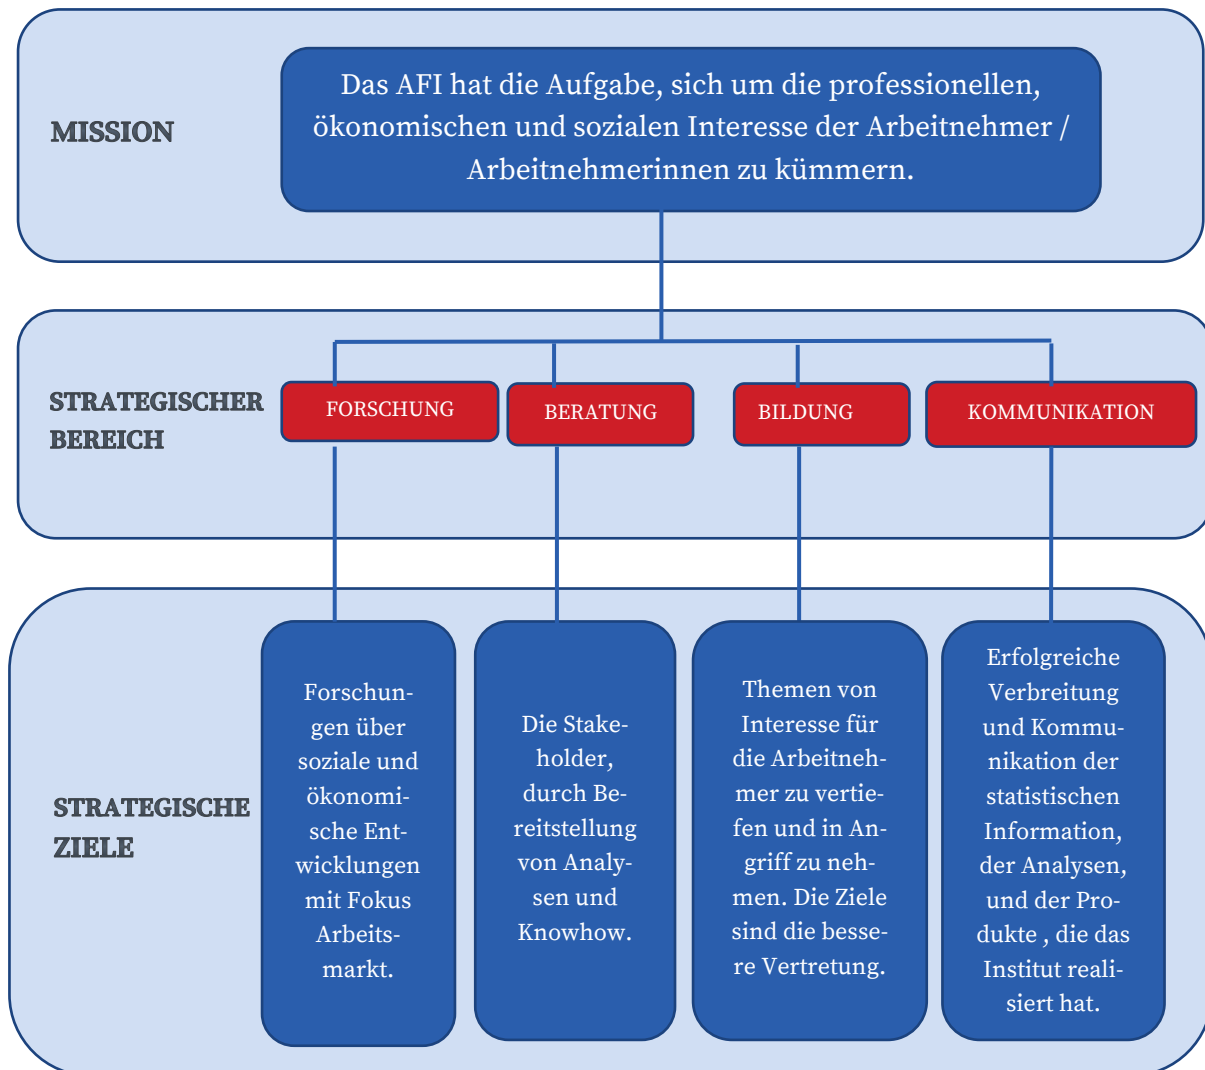 MISSION
Das AFI hat die Aufgabe, sich um die professionellen,
ökonomischen und sozialen Interesse der Arbeitnehmer /
Arbeitnehmerinnen zu kümmern.
STRATEGISCHER
BEREICH
FORSCHUNG
BERATUNG
BILDUNG
KOMMUNIKATION
STRATEGISCHE
ZIELE
Forschun-
gen über
soziale und
ökonomi-
sche Ent-
wicklungen
mit Fokus
Arbeits-
markt.
Die Stake-
holder,
durch Be-
reitstellung
von Analy-
sen und
Knowhow.
Themen von
Interesse für
die Arbeitneh-
mer zu vertie-
fen und in An-
griff zu neh-
men. Die Ziele
sind die besse-
re Vertretung.
Erfolgreiche
Verbreitung
und Kommu-
nikation der
statistischen
Information,
der Analysen,
und der Pro-
dukte , die das
Institut reali-
siert hat.